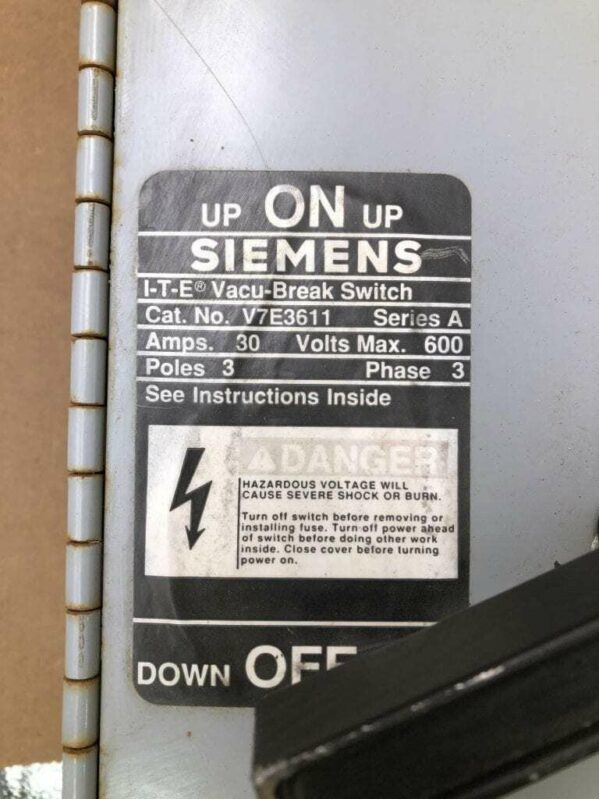 UP ON UP
SIEMENS
I-T-E® Vacu-Break Switch
Cat. No. V7E3611 Series A
Amps. 30 Volts Max. 600
Poles 3 Phase 3
See Instructions Inside
DANGER
HAZARDOUS VOLTAGE WILL
CAUSE SEVERE SHOCK OR BURN.
Turn off switch before removing or
installing fuse. Turn off power ahead
of switch before doing other work
inside. Close cover before turning
power on.
DOWN OFF